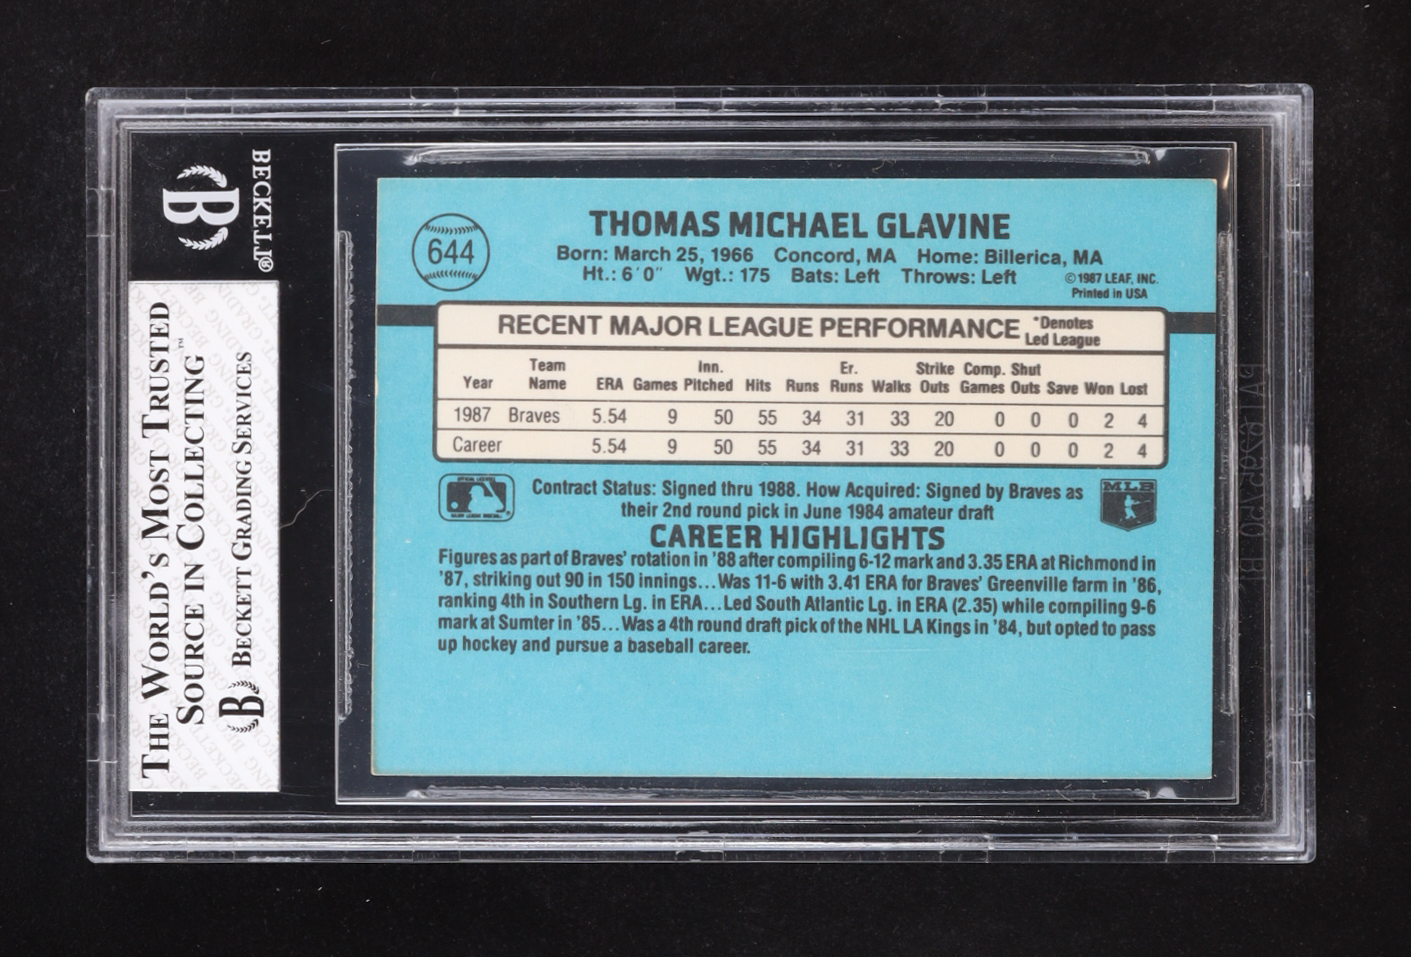 BECKETT®
B
THE WORLD'S MOST TRUSTED
SOURCE IN COLLECTING™
B BECKETT GRADING SERVICES
644
THOMAS MICHAEL GLAVINE
Born: March 25, 1966 Concord, MA Home: Billerica, MA
Ht.: 6'0" Wgt.: 175 Bats: Left Throws: Left
©1987 LEAF, INC.
Printed in USA
RECENT MAJOR LEAGUE PERFORMANCE *Denotes Led League
Year Team Name ERA Games Inn. Pitched Hits Runs Er. Runs Walks Strike Outs Comp. Games Shut Outs Save Won Lost
1987 Braves 5.54 9 50 55 34 31 33 20 0 0 0 2 4
Career 5.54 9 50 55 34 31 33 20 0 0 0 2 4
MLB
Contract Status: Signed thru 1988. How Acquired: Signed by Braves as
their 2nd round pick in June 1984 amateur draft
CAREER HIGHLIGHTS
Figures as part of Braves' rotation in '88 after compiling 6-12 mark and 3.35 ERA at Richmond in
'87, striking out 90 in 150 innings...Was 11-6 with 3.41 ERA for Braves' Greenville farm in '86,
ranking 4th in Southern Lg. in ERA...Led South Atlantic Lg. in ERA (2.35) while compiling 9-6
mark at Sumter in '85...Was a 4th round draft pick of the NHL LA Kings in '84, but opted to pass
up hockey and pursue a baseball career.